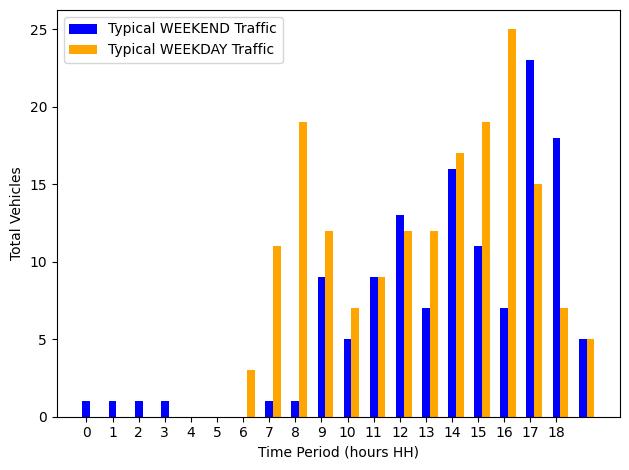 Typical WEEKEND Traffic
Typical WEEKDAY Traffic
25
20
15
10
5
0
Total Vehicles
0 1 2 3 4 5 6 7 8 9 10 11 12 13 14 15 16 17 18
Time Period (hours HH)